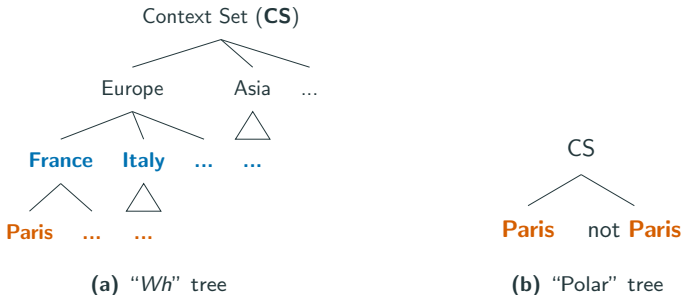 Context Set (CS)
Europe Asia ...
France Italy ... ...
Paris ... ...
(a) “Wh” tree
CS
Paris not Paris
(b) “Polar” tree